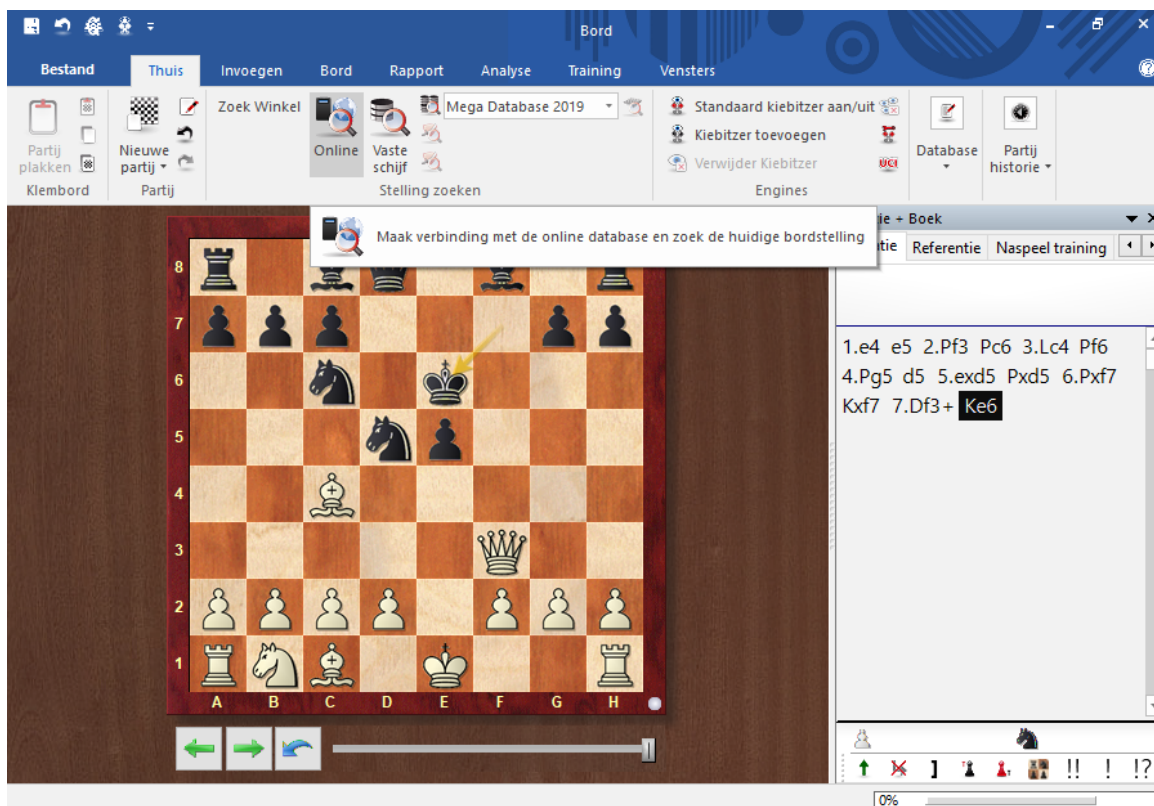 Bord
Bestand Thuis Invoegen Bord Rapport Analyse Training Vensters
Partij plakken
Klembord
Nieuwe partij
Partij
Zoek Winkel
Online
Vaste schijf
Mega Database 2019
Stelling zoeken
Standaard kiebitzer aan/uit
Kiebitzer toevoegen
Verwijder Kiebitzer
UCI
Engines
Database
Partij historie
Maak verbinding met de online database en zoek de huidige bordstelling
+ Boek
Referentie Naspeel training
8
7
6
5
4
3
2
1
A B C D E F G H
1.e4 e5 2.Pf3 Pc6 3.Lc4 Pf6
4.Pg5 d5 5.exd5 Pxd5 6.Pxf7
Kxf7 7.Df3+ Ke6
] !! ! !?
0%